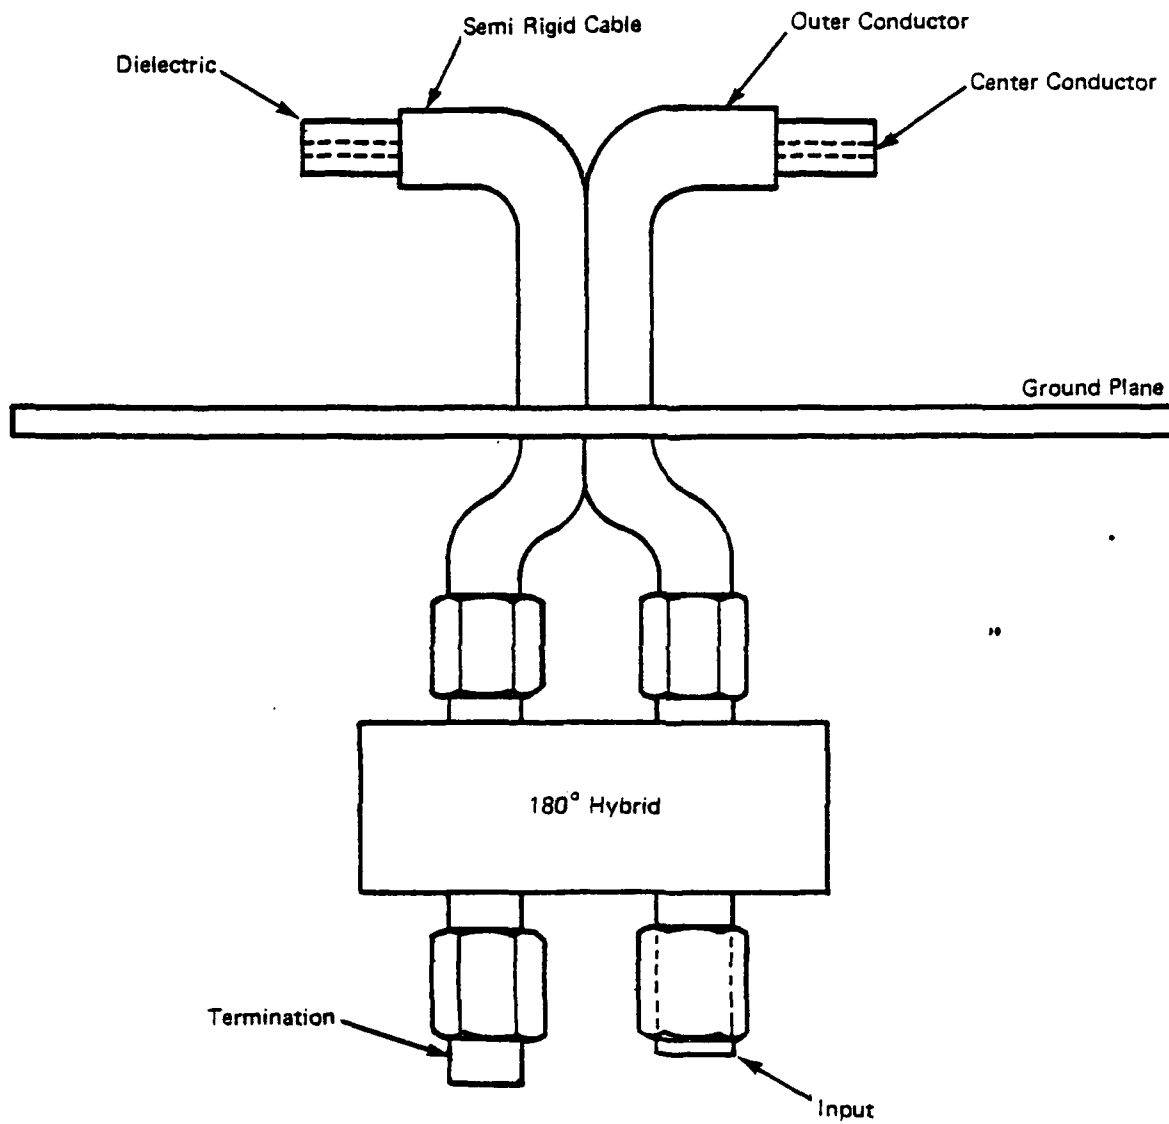 Semi Rigid Cable
Outer Conductor
Dielectric
Center Conductor
Ground Plane
180° Hybrid
Termination
Input